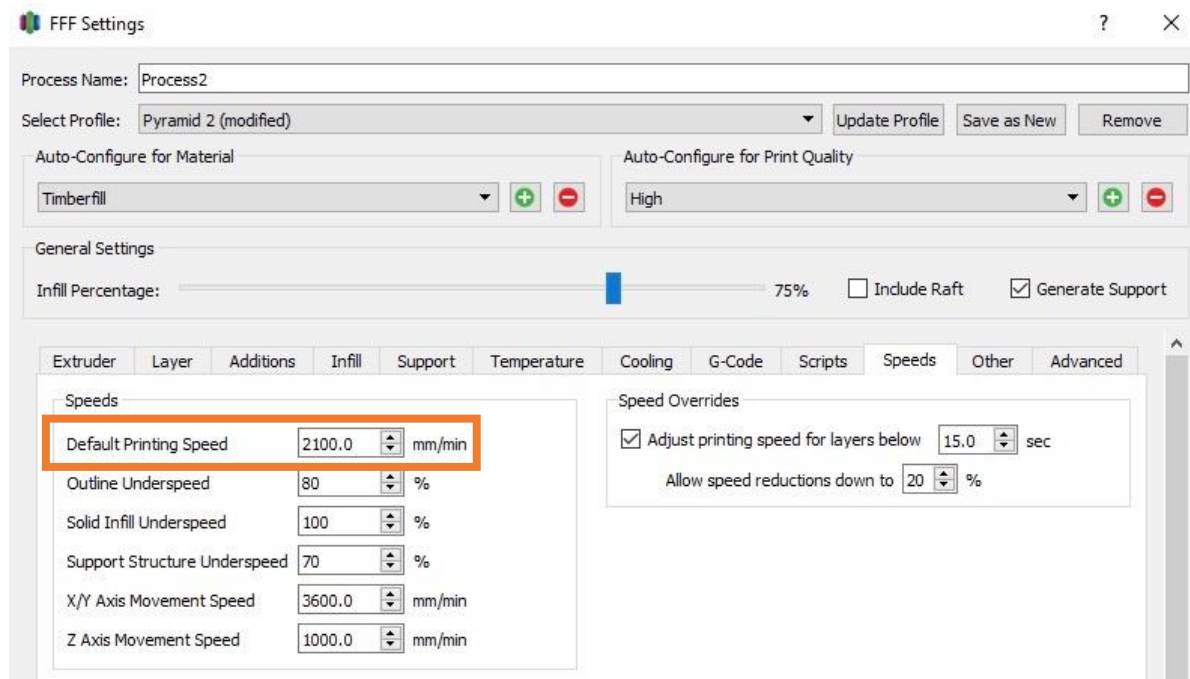 FFF Settings ?
Process Name: Process2
Select Profile: Pyramid 2 (modified) Update Profile Save as New Remove
Auto-Configure for Material Auto-Configure for Print Quality
Timberfill High
General Settings
Infill Percentage: 75% Include Raft Generate Support
Extruder Layer Additions Infill Support Temperature Cooling G-Code Scripts Speeds Other Advanced
Speeds Speed Overrides
Default Printing Speed 2100.0 mm/min Adjust printing speed for layers below 15.0 sec
Outline Underspeed 80 % Allow speed reductions down to 20 %
Solid Infill Underspeed 100 %
Support Structure Underspeed 70 %
X/Y Axis Movement Speed 3600.0 mm/min
Z Axis Movement Speed 1000.0 mm/min